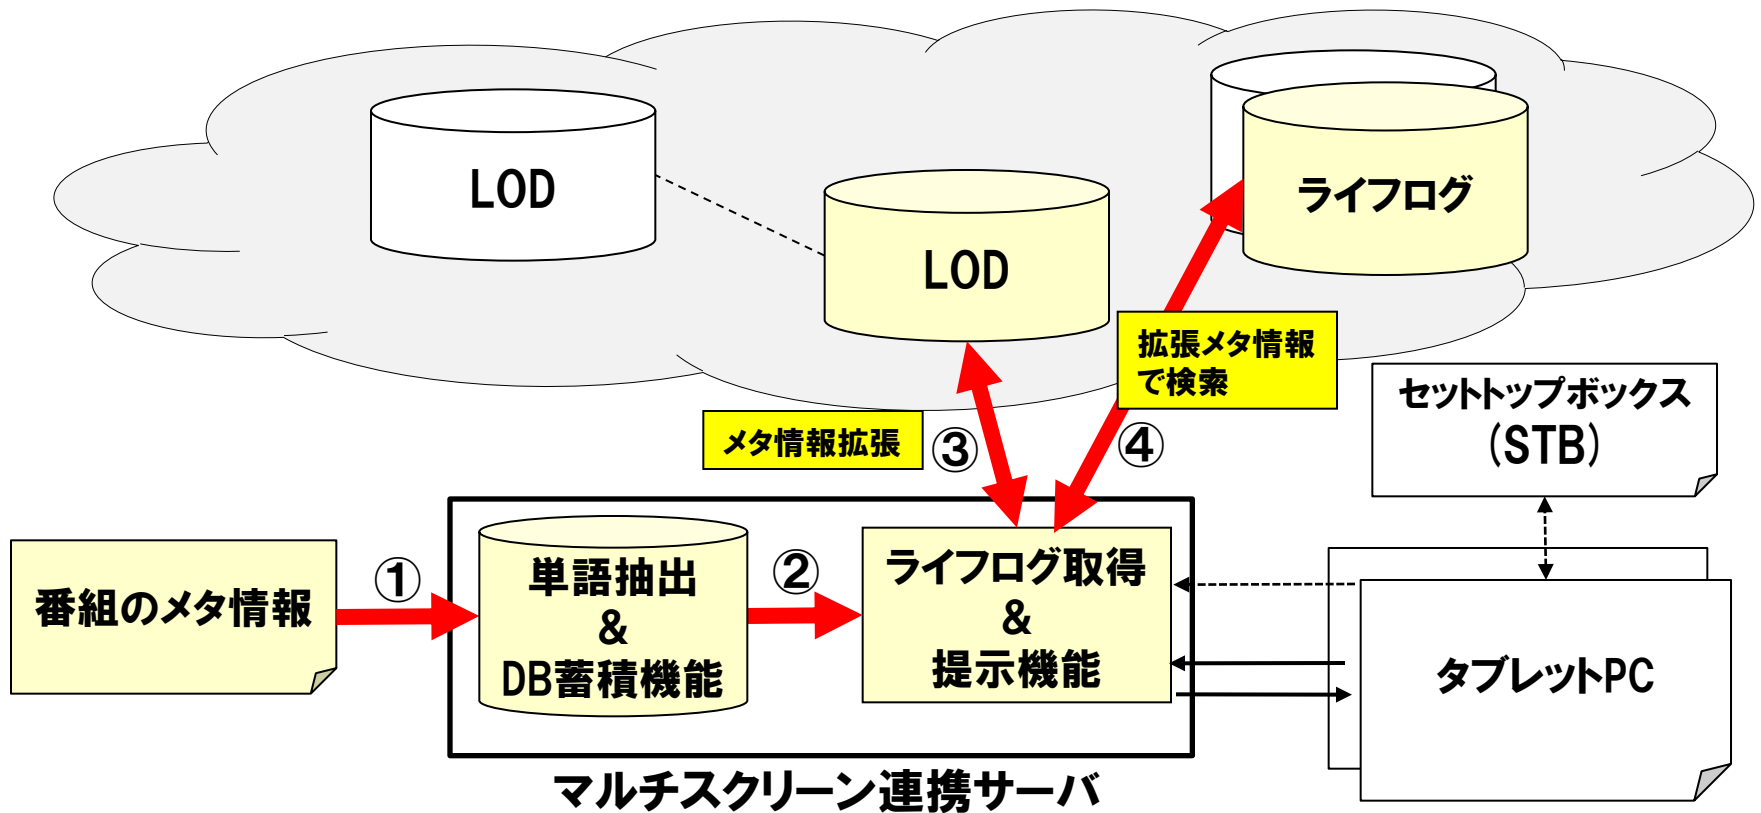 LOD
LOD
ライフログ
拡張メタ情報
で検索
メタ情報拡張
③
④
セットトップボックス
(STB)
番組のメタ情報
①
単語抽出
&
DB蓄積機能
②
ライフログ取得
&
提示機能
タブレットPC
マルチスクリーン連携サーバ